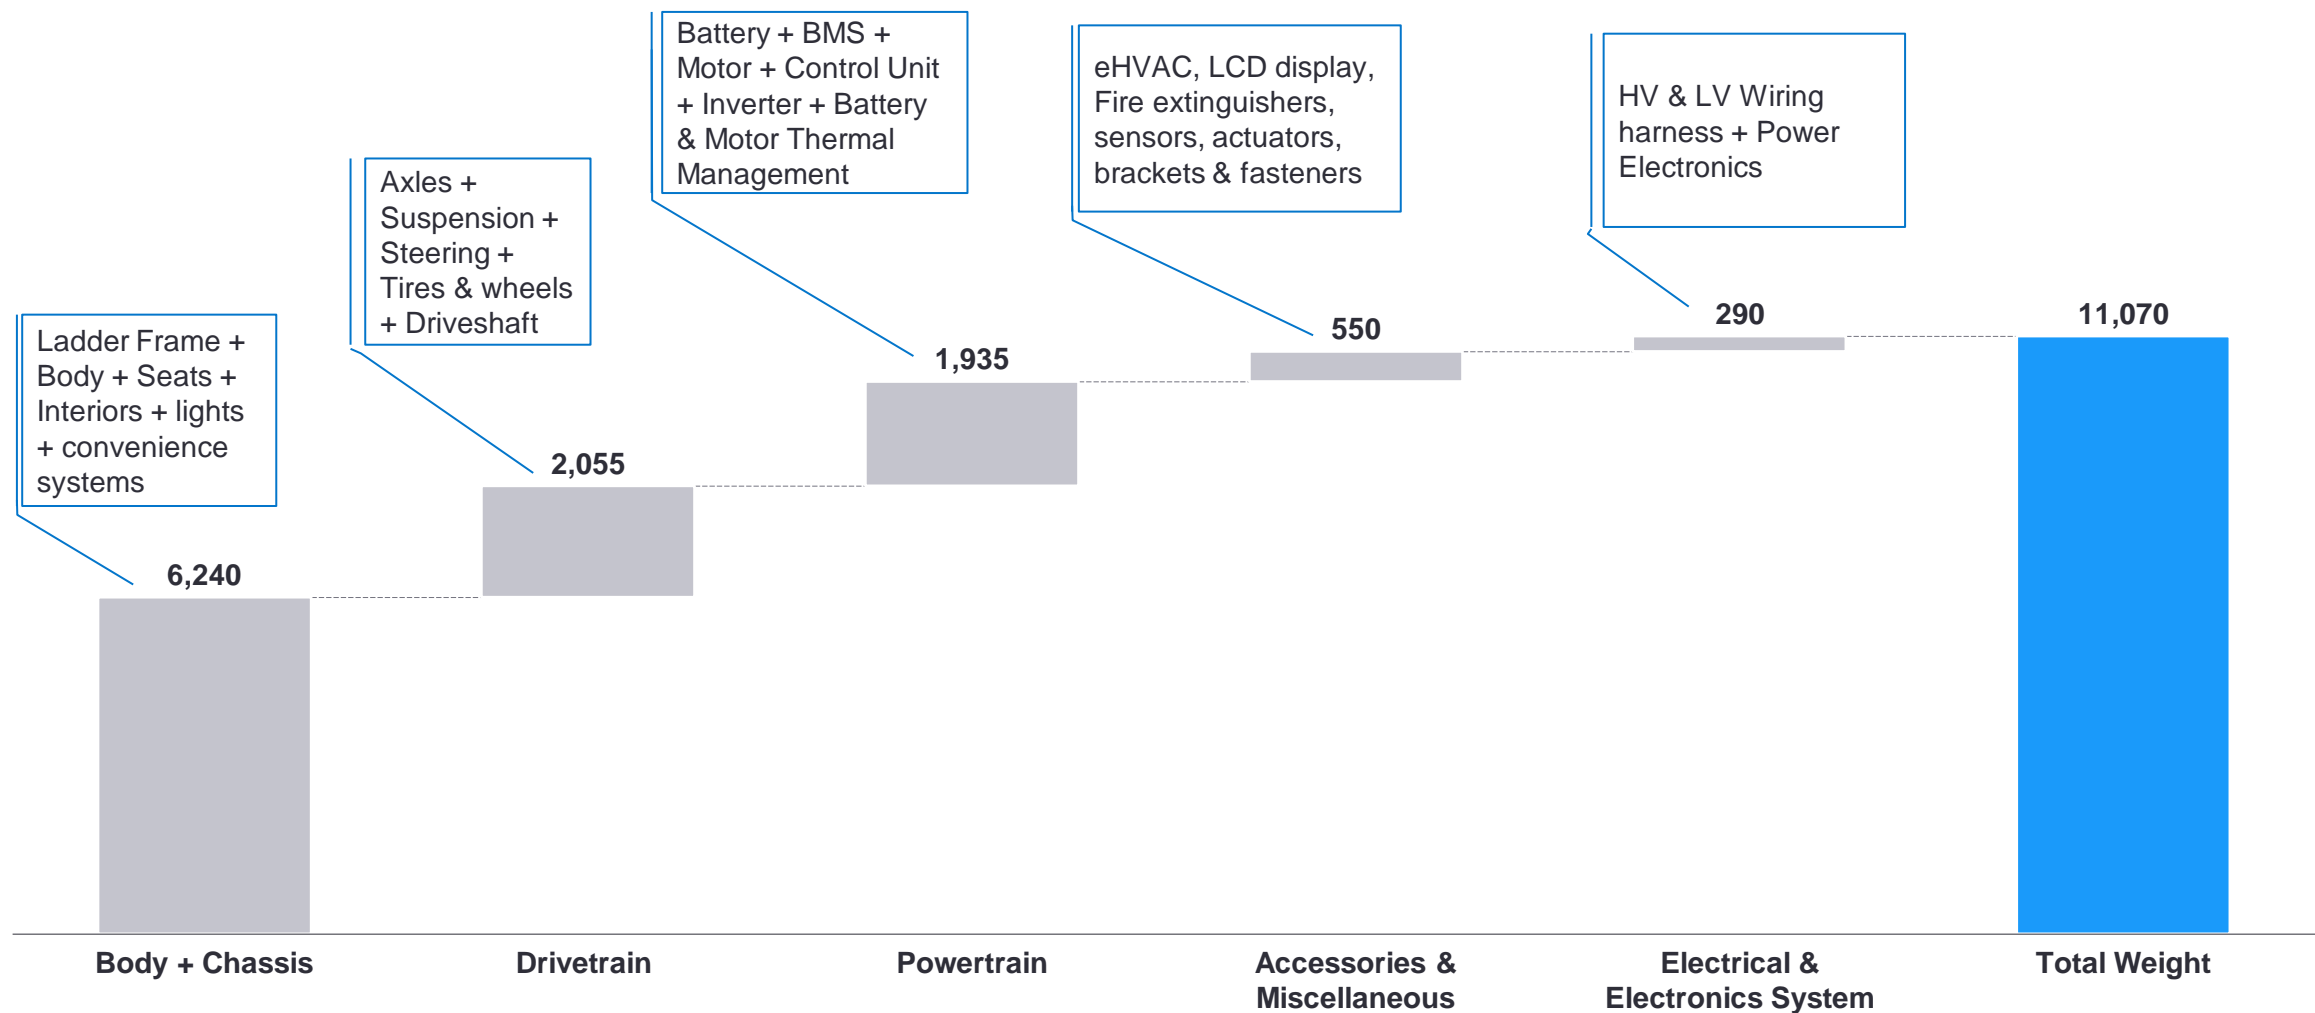 Ladder Frame +
Body + Seats +
Interiors + lights
+ convenience
systems
Axles +
Suspension +
Steering +
Tires & wheels
+ Driveshaft
Battery + BMS +
Motor + Control Unit
+ Inverter + Battery
& Motor Thermal
Management
eHVAC, LCD display,
Fire extinguishers,
sensors, actuators,
brackets & fasteners
HV & LV Wiring
harness + Power
Electronics
6,240
2,055
1,935
550
290
11,070
Body + Chassis
Drivetrain
Powertrain
Accessories &
Miscellaneous
Electrical &
Electronics System
Total Weight